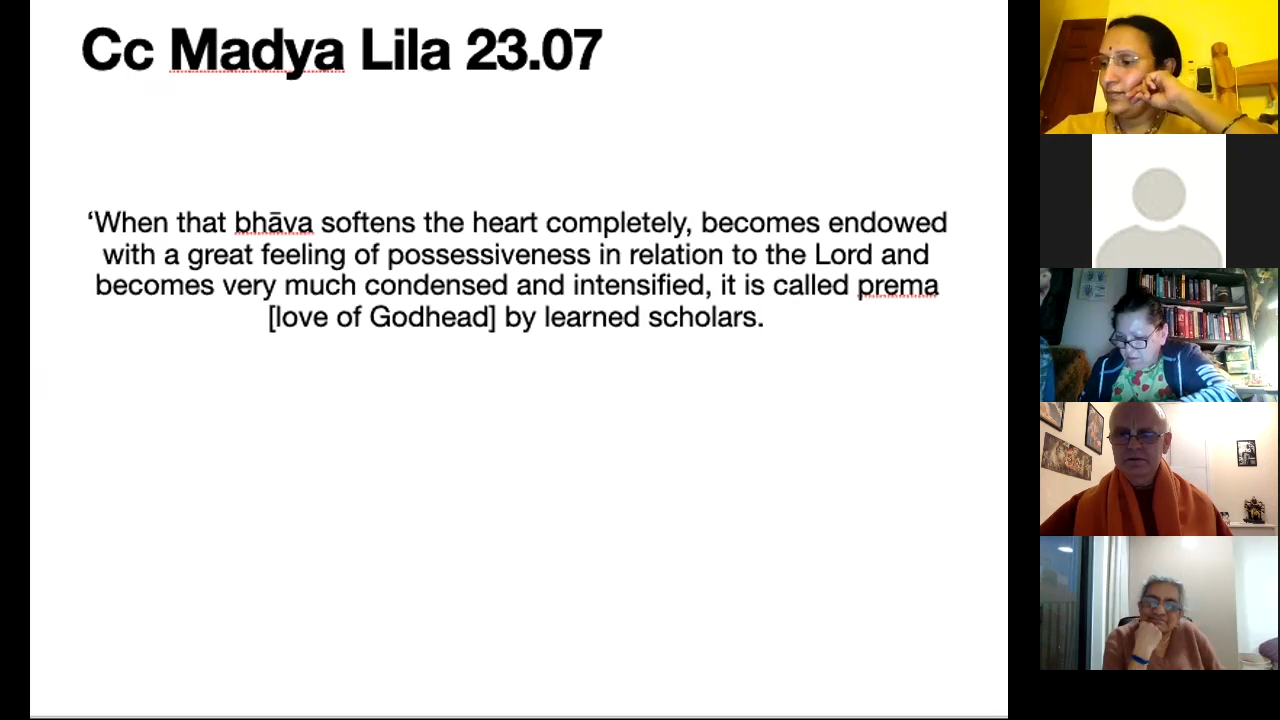 Cc Madya Lila 23.07
‘When that bhāva softens the heart completely, becomes endowed
with a great feeling of possessiveness in relation to the Lord and
becomes very much condensed and intensified, it is called prema
[love of Godhead] by learned scholars.